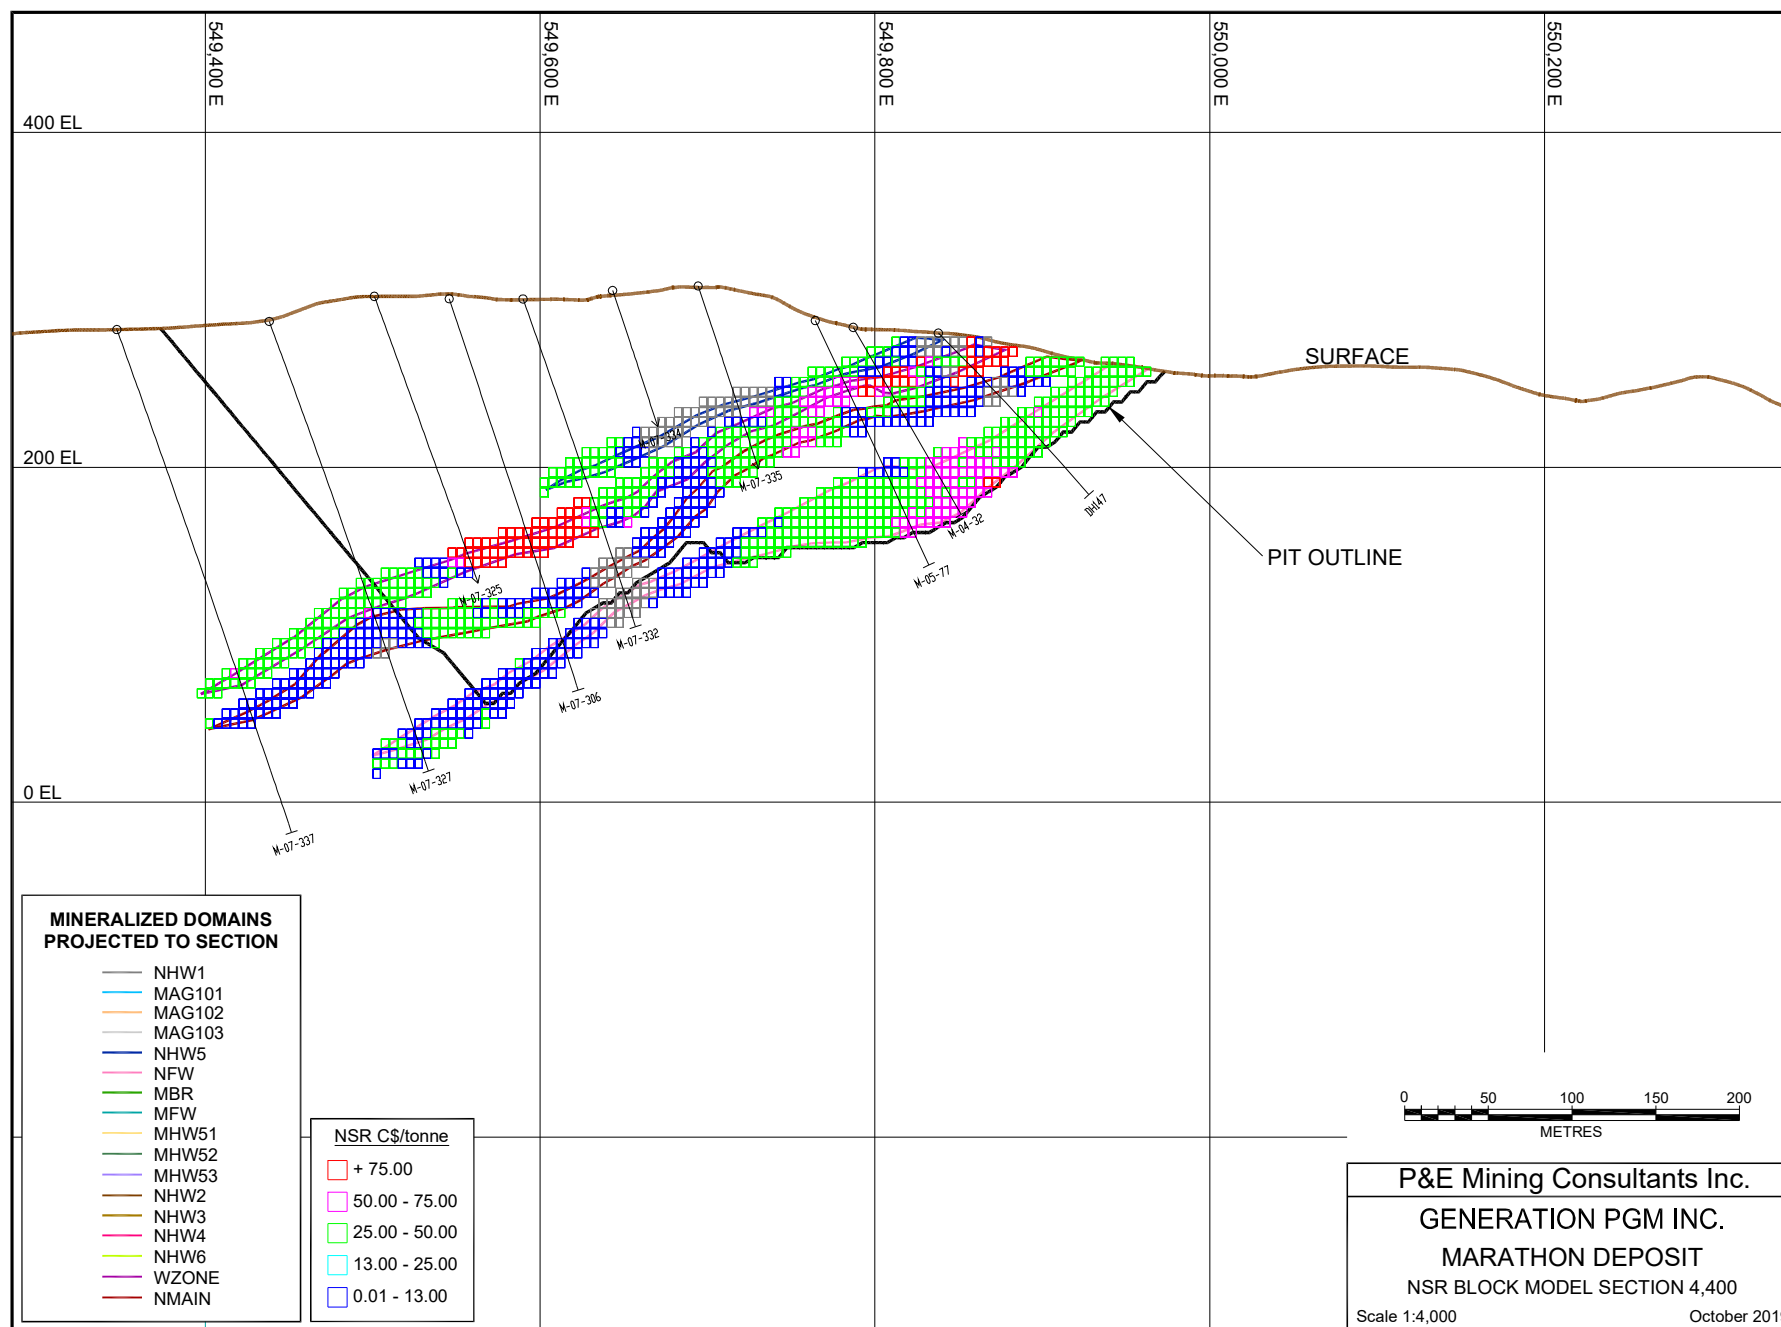 549,400 E
549,600 E
549,800 E
550,000 E
550,200 E
400 EL
SURFACE
M-07-314
200 EL
M-07-335
DH147
M-04-32
PIT OUTLINE
M-05-77
M-07-325
M-07-332
M-07-306
M-07-327
0 EL
M-07-337
MINERALIZED DOMAINS
PROJECTED TO SECTION
NHW1
MAG101
MAG102
MAG103
NHW5
NFW
MBR
MFW
MHW51
MHW52
MHW53
NHW2
NHW3
NHW4
NHW6
WZONE
NMAIN
NSR C$/tonne
+ 75.00
50.00 - 75.00
25.00 - 50.00
13.00 - 25.00
0.01 - 13.00
0 50 100 150 200
METRES
P&E Mining Consultants Inc.
GENERATION PGM INC.
MARATHON DEPOSIT
NSR BLOCK MODEL SECTION 4,400
Scale 1:4,000 October 201